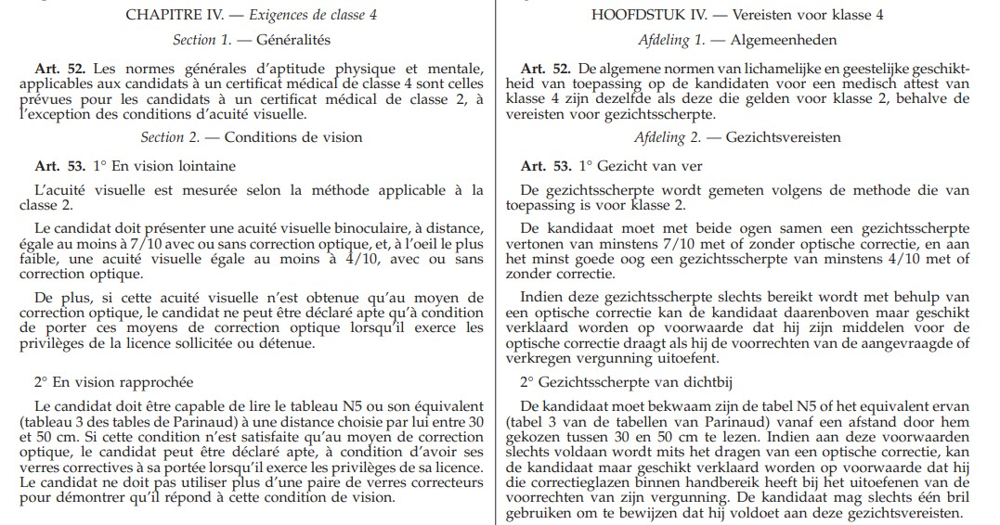 CHAPITRE IV. — Exigences de classe 4
Section 1. — Généralités
Art. 52. Les normes générales d'aptitude physique et mentale,
applicables aux candidats à un certificat médical de classe 4 sont celles
prévues pour les candidats à un certificat médical de classe 2, à
l'exception des conditions d'acuité visuelle.
Section 2. — Conditions de vision
Art. 53. 1° En vision lointaine
L'acuité visuelle est mesurée selon la méthode applicable à la
classe 2.
Le candidat doit présenter une acuité visuelle binoculaire, à distance,
égale au moins à 7/10 avec ou sans correction optique, et, à l'oeil le plus
faible, une acuité visuelle égale au moins à 4/10, avec ou sans
correction optique.
De plus, si cette acuité visuelle n'est obtenue qu'au moyen de
correction optique, le candidat ne peut être déclaré apte qu'à condition
de porter ces moyens de correction optique lorsqu'il exerce les
privilèges de la licence sollicitée ou détenue.
2° En vision rapprochée
Le candidat doit être capable de lire le tableau N5 ou son équivalent
(tableau 3 des tables de Parinaud) à une distance choisie par lui entre 30
et 50 cm. Si cette condition n'est satisfaite qu'au moyen de correction
optique, le candidat peut être déclaré apte, à condition d'avoir ses
verres correctives à sa portée lorsqu'il exerce les privilèges de sa licence.
Le candidat ne doit pas utiliser plus d'une paire de verres correcteurs
pour démontrer qu'il répond à cette condition de vision.
HOOFDSTUK IV. — Vereisten voor klasse 4
Afdeling 1. — Algemeenheden
Art. 52. De algemene normen van lichamelijke en geestelijke geschikt-
heid van toepassing op de kandidaten voor een medisch attest van
klasse 4 zijn dezelfde als deze die gelden voor klasse 2, behalve de
vereisten voor gezichtsscherpte.
Afdeling 2. — Gezichtsvereisten
Art. 53. 1° Gezicht van ver
De gezichtsscherpte wordt gemeten volgens de methode die van
toepassing is voor klasse 2.
De kandidaat moet met beide ogen samen een gezichtsscherpte
vertonen van minstens 7/10 met of zonder optische correctie, en aan
het minst goede oog een gezichtsscherpte van minstens 4/10 met of
zonder correctie.
Indien deze gezichtsscherpte slechts bereikt wordt met behulp van
een optische correctie kan de kandidaat daarenboven maar geschikt
verklaard worden op voorwaarde dat hij zijn middelen voor de
optische correctie draagt als hij de voorrechten van de aangevraagde of
verkregen vergunning uitoefent.
2° Gezichtsscherpte van dichtbij
De kandidaat moet bekwaam zijn de tabel N5 of het equivalent ervan
(tabel 3 van de tabellen van Parinaud) vanaf een afstand door hem
gekozen tussen 30 en 50 cm te lezen. Indien aan deze voorwaarden
slechts voldaan wordt mits het dragen van een optische correctie, kan
de kandidaat maar geschikt verklaard worden op voorwaarde dat hij
die correctieglazen binnen handbereik heeft bij het uitoefenen van de
voorrechten van zijn vergunning. De kandidaat mag slechts één bril
gebruiken om te bewijzen dat hij voldoet aan deze gezichtsvereisten.